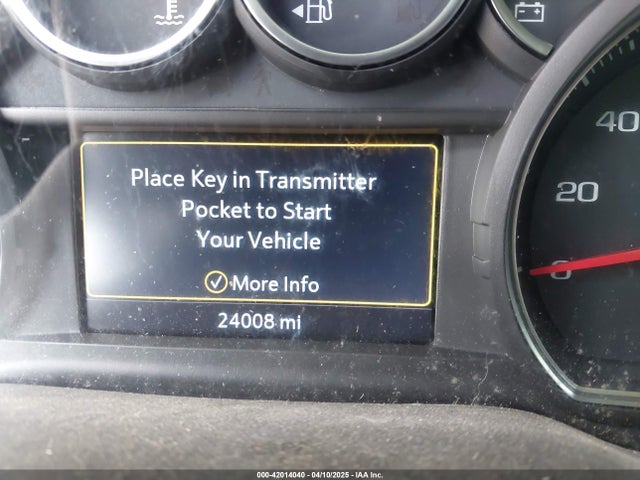 40
Place Key in Transmitter
Pocket to Start
20
Your Vehicle
0
More Info
24008 mi
000-42014040 - 04/10/2025 - IAA Inc.